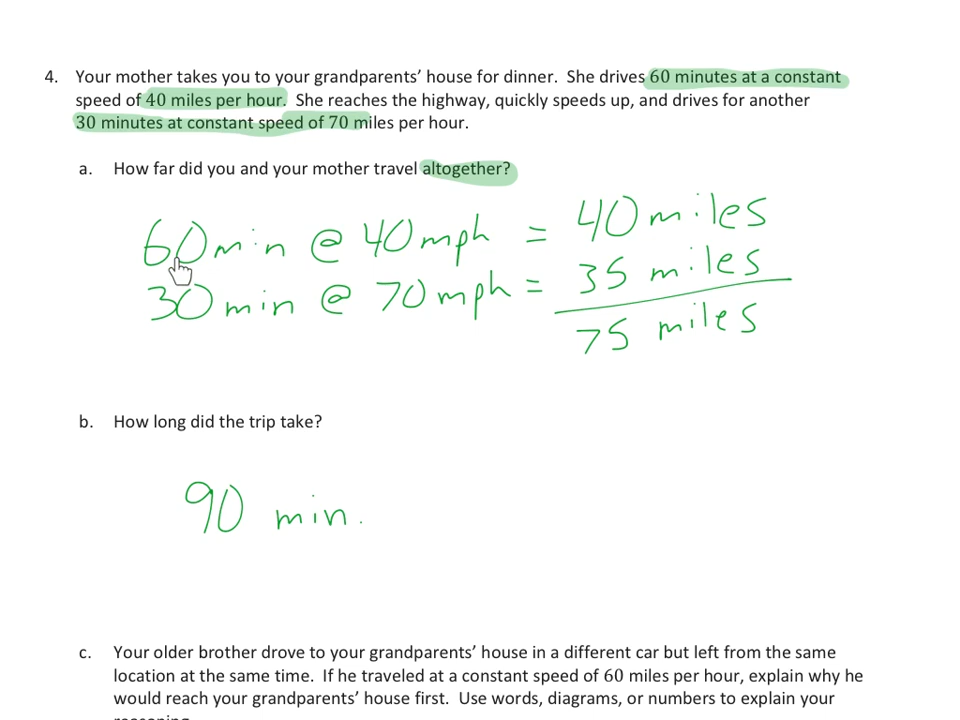 4. Your mother takes you to your grandparents’ house for dinner. She drives 60 minutes at a constant
speed of 40 miles per hour. She reaches the highway, quickly speeds up, and drives for another
30 minutes at constant speed of 70 miles per hour.
a. How far did you and your mother travel altogether?
60 min @ 40 mph = 40 miles
30 min @ 70 mph = 35 miles
75 miles
b. How long did the trip take?
90 min.
c. Your older brother drove to your grandparents’ house in a different car but left from the same
location at the same time. If he traveled at a constant speed of 60 miles per hour, explain why he
would reach your grandparents’ house first. Use words, diagrams, or numbers to explain your